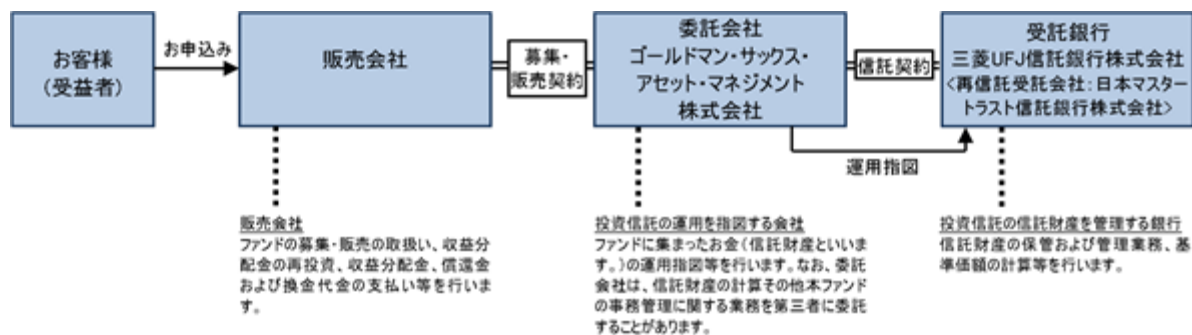 お客様
(受益者)
お申込み
販売会社
募集・
販売契約
委託会社
ゴールドマン・サックス・
アセット・マネジメント
株式会社
信託契約
受託銀行
三菱UFJ信託銀行株式会社
<再信託受託会社:日本マスター
トラスト信託銀行株式会社>
運用指図
販売会社
ファンドの募集・販売の取扱い、収益分
配金の再投資、収益分配金、償還金
および換金代金の支払い等を行いま
す。
投資信託の運用を指図する会社
ファンドに集まったお金(信託財産といいま
す。)の運用指図等を行います。なお、委託
会社は、信託財産の計算その他本ファンド
の事務管理に関する業務を第三者に委託
することがあります。
投資信託の信託財産を管理する銀行
信託財産の保管および管理業務、基
準価額の計算等を行います。